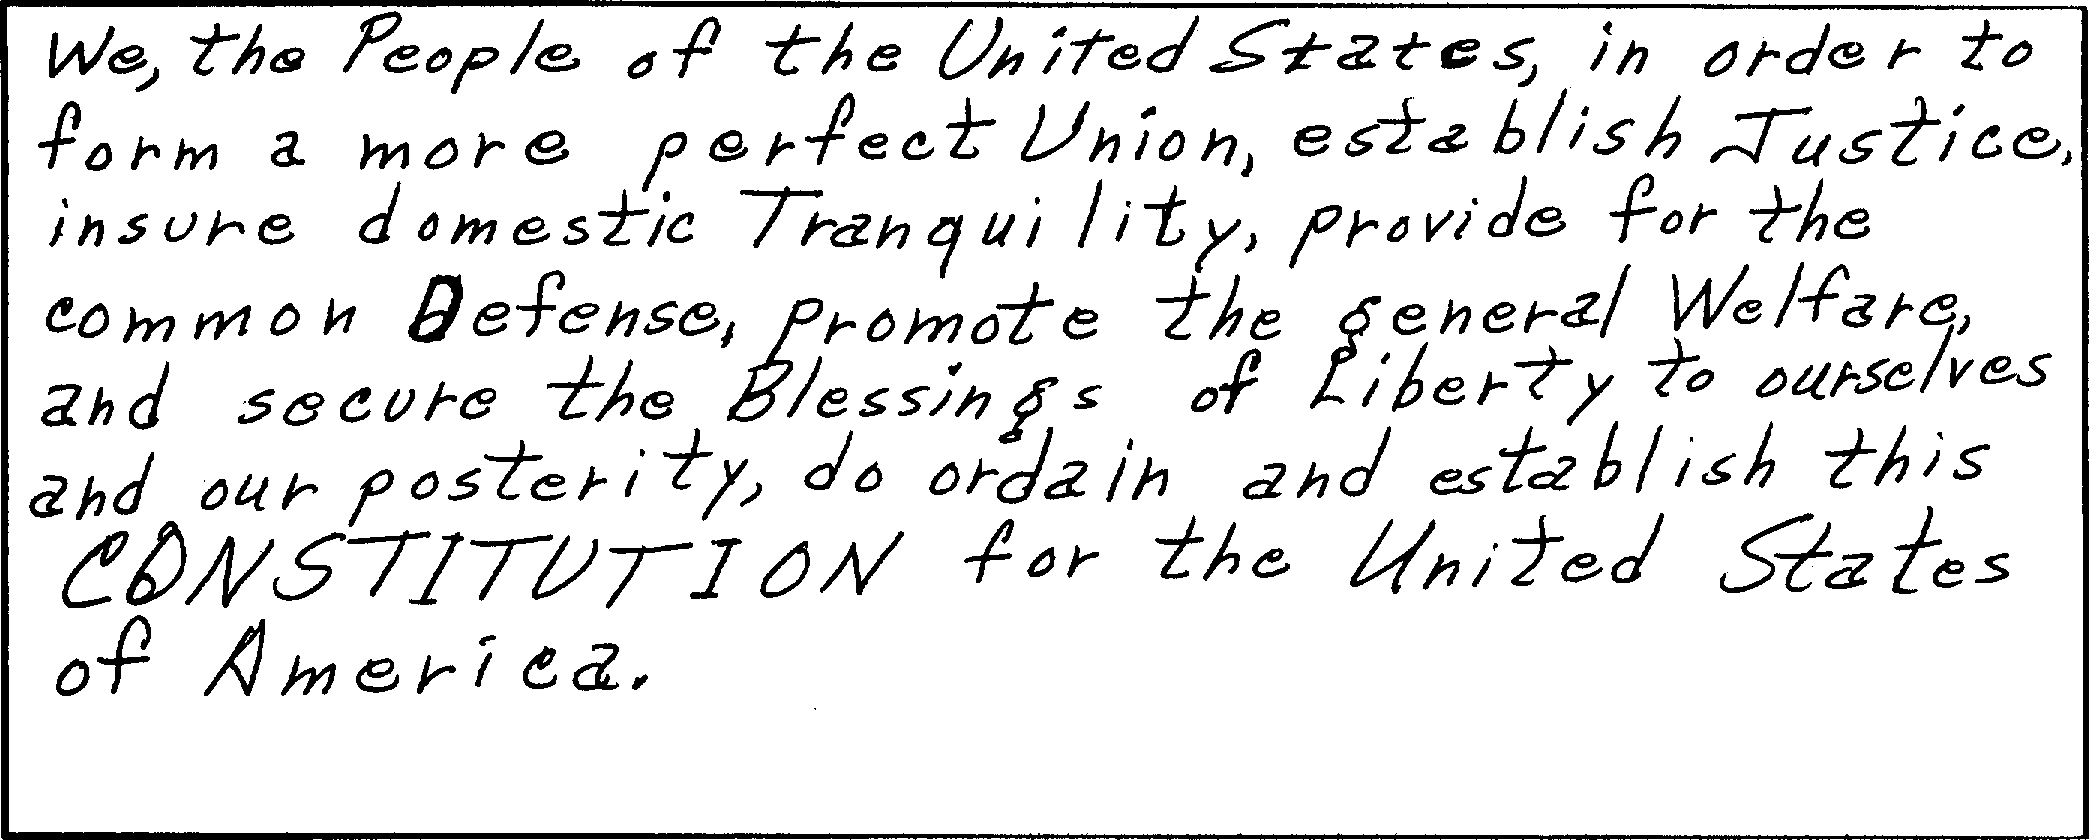 We, the People of the United States, in order to
form a more perfect Union, establish Justice,
insure domestic Tranquility, provide for the
common Defense, promote the general Welfare,
and secure the Blessings of Liberty to ourselves
and our posterity, do ordain and establish this
CONSTITUTION for the United States
of America.